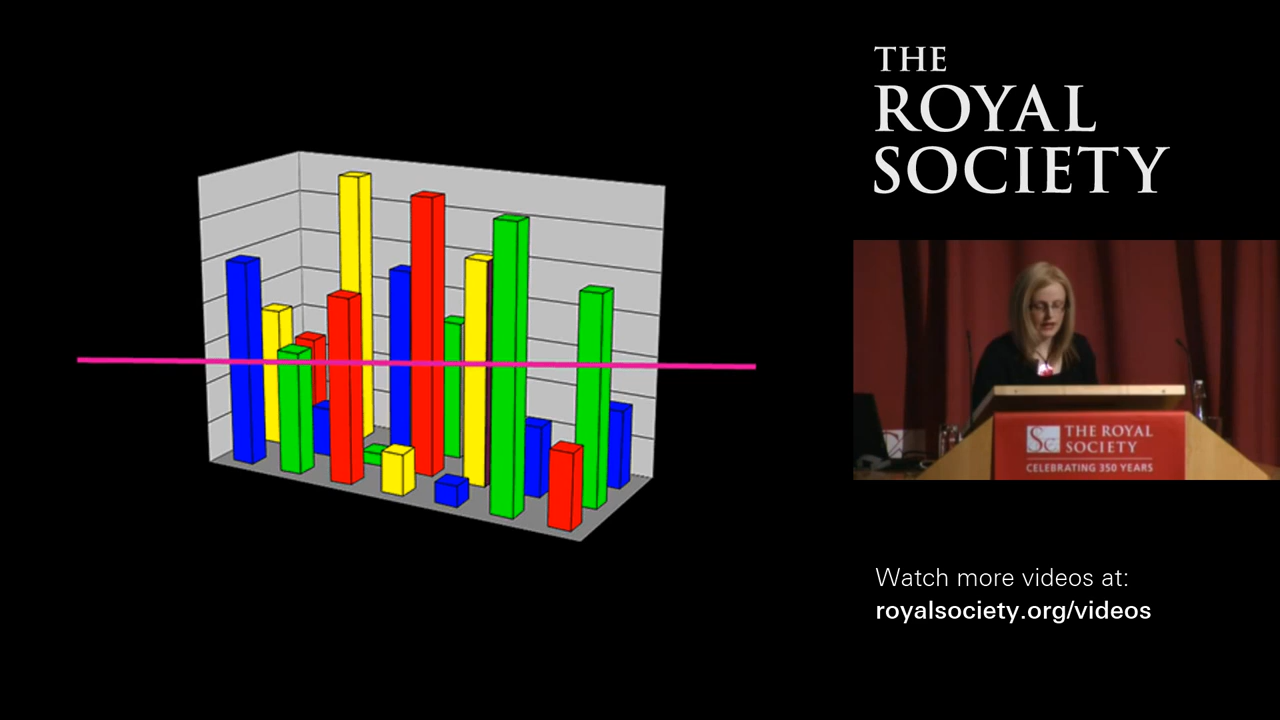 THE
ROYAL
SOCIETY
THE ROYAL
SOCIETY
CELEBRATING 350 YEARS
Watch more videos at:
royalsociety.org/videos